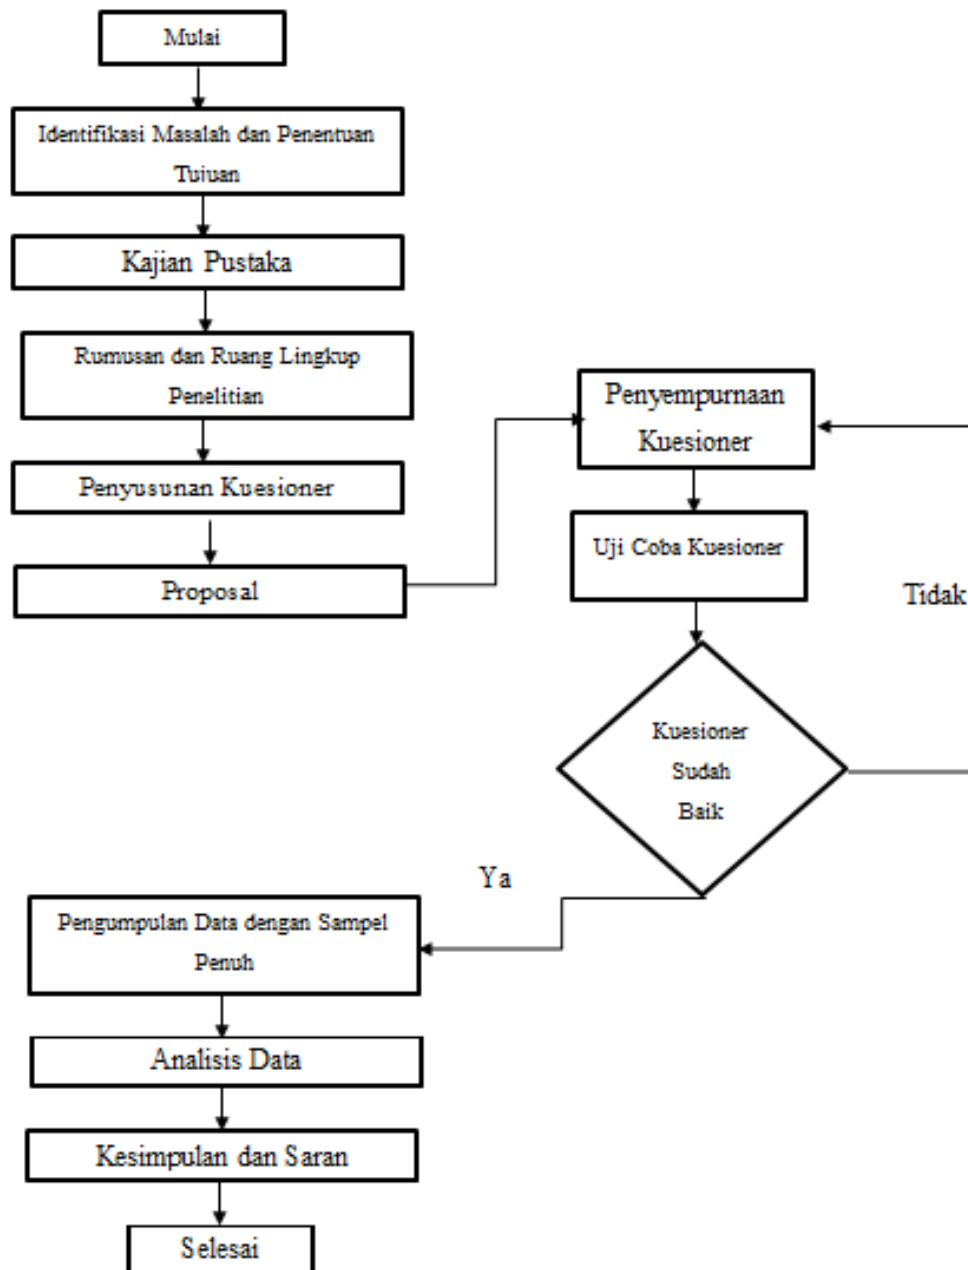 Mulai
Identifikasi Masalah dan Penentuan
Tujuan
Kajian Pustaka
Rumusan dan Ruang Lingkup
Penelitian
Penyusunan Kuesioner
Proposal
Penyempurnaan
Kuesioner
Uji Coba Kuesioner
Tidak
Kuesioner
Sudah
Baik
Ya
Pengumpulan Data dengan Sampel
Penuh
Analisis Data
Kesimpulan dan Saran
Selesai